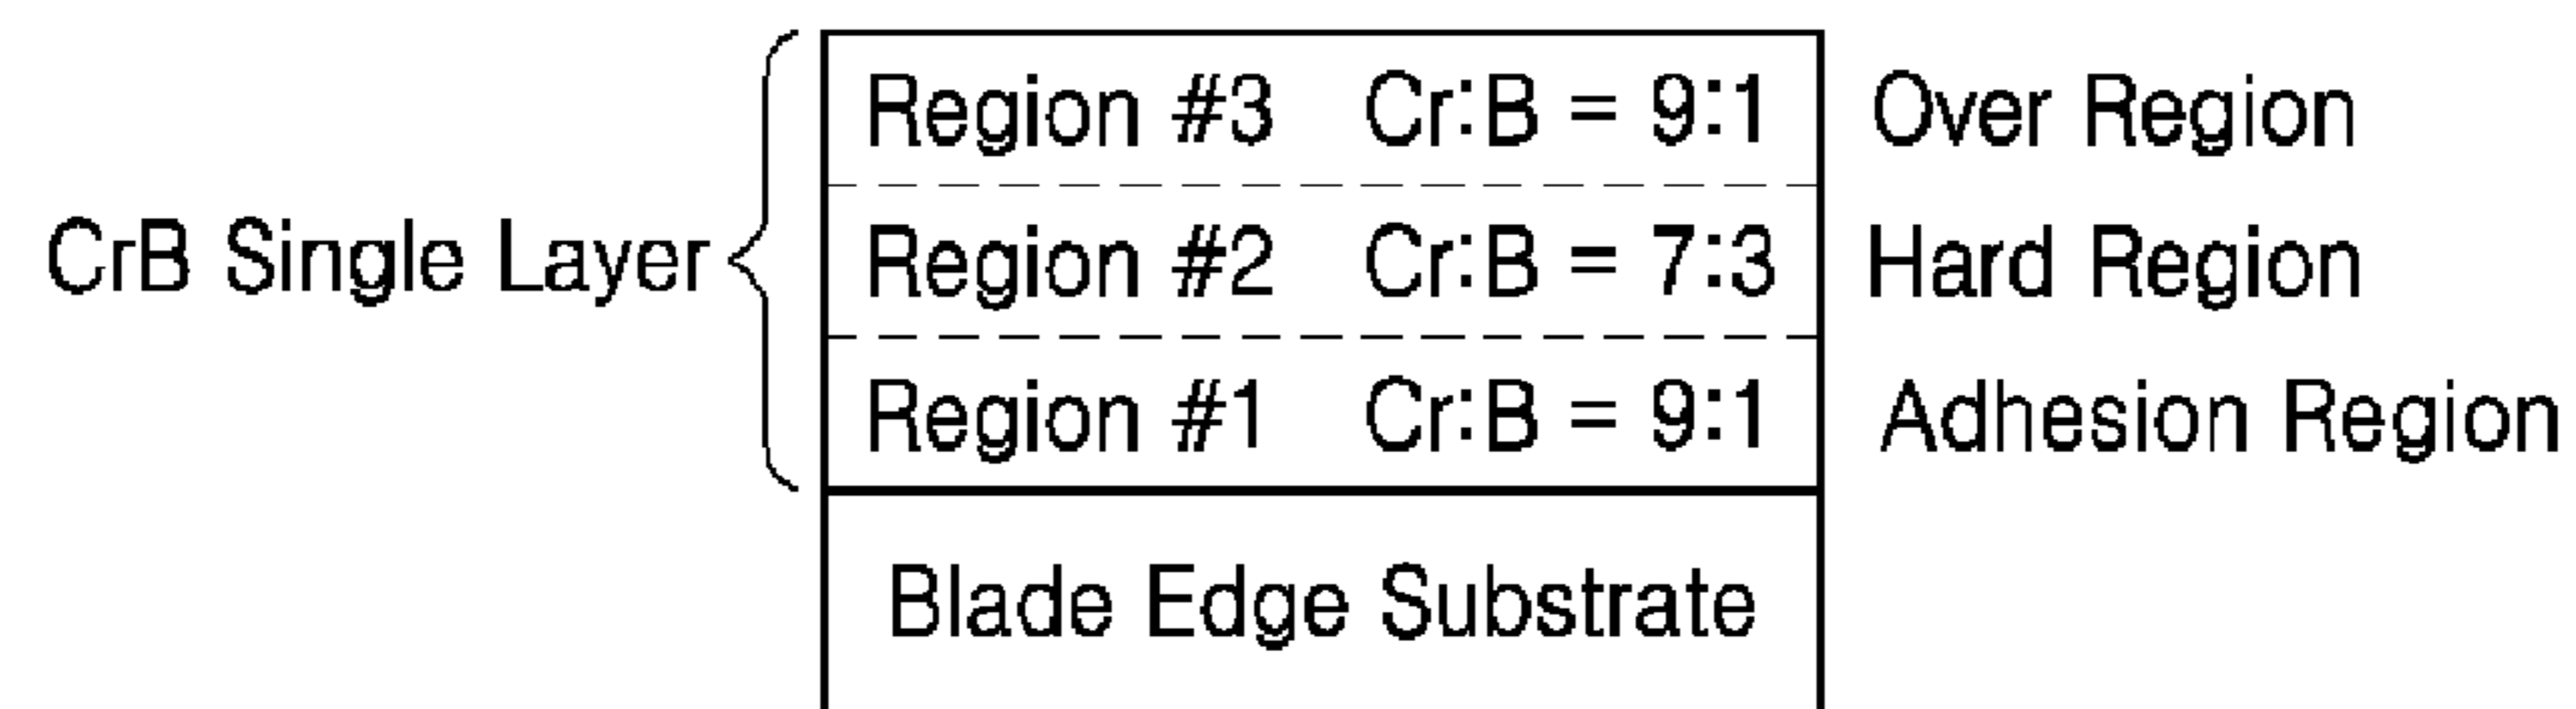 Region #3 Cr:B = 9:1 Over Region
CrB Single Layer Region #2 Cr:B = 7:3 Hard Region
Region #1 Cr:B = 9:1 Adhesion Region
Blade Edge Substrate